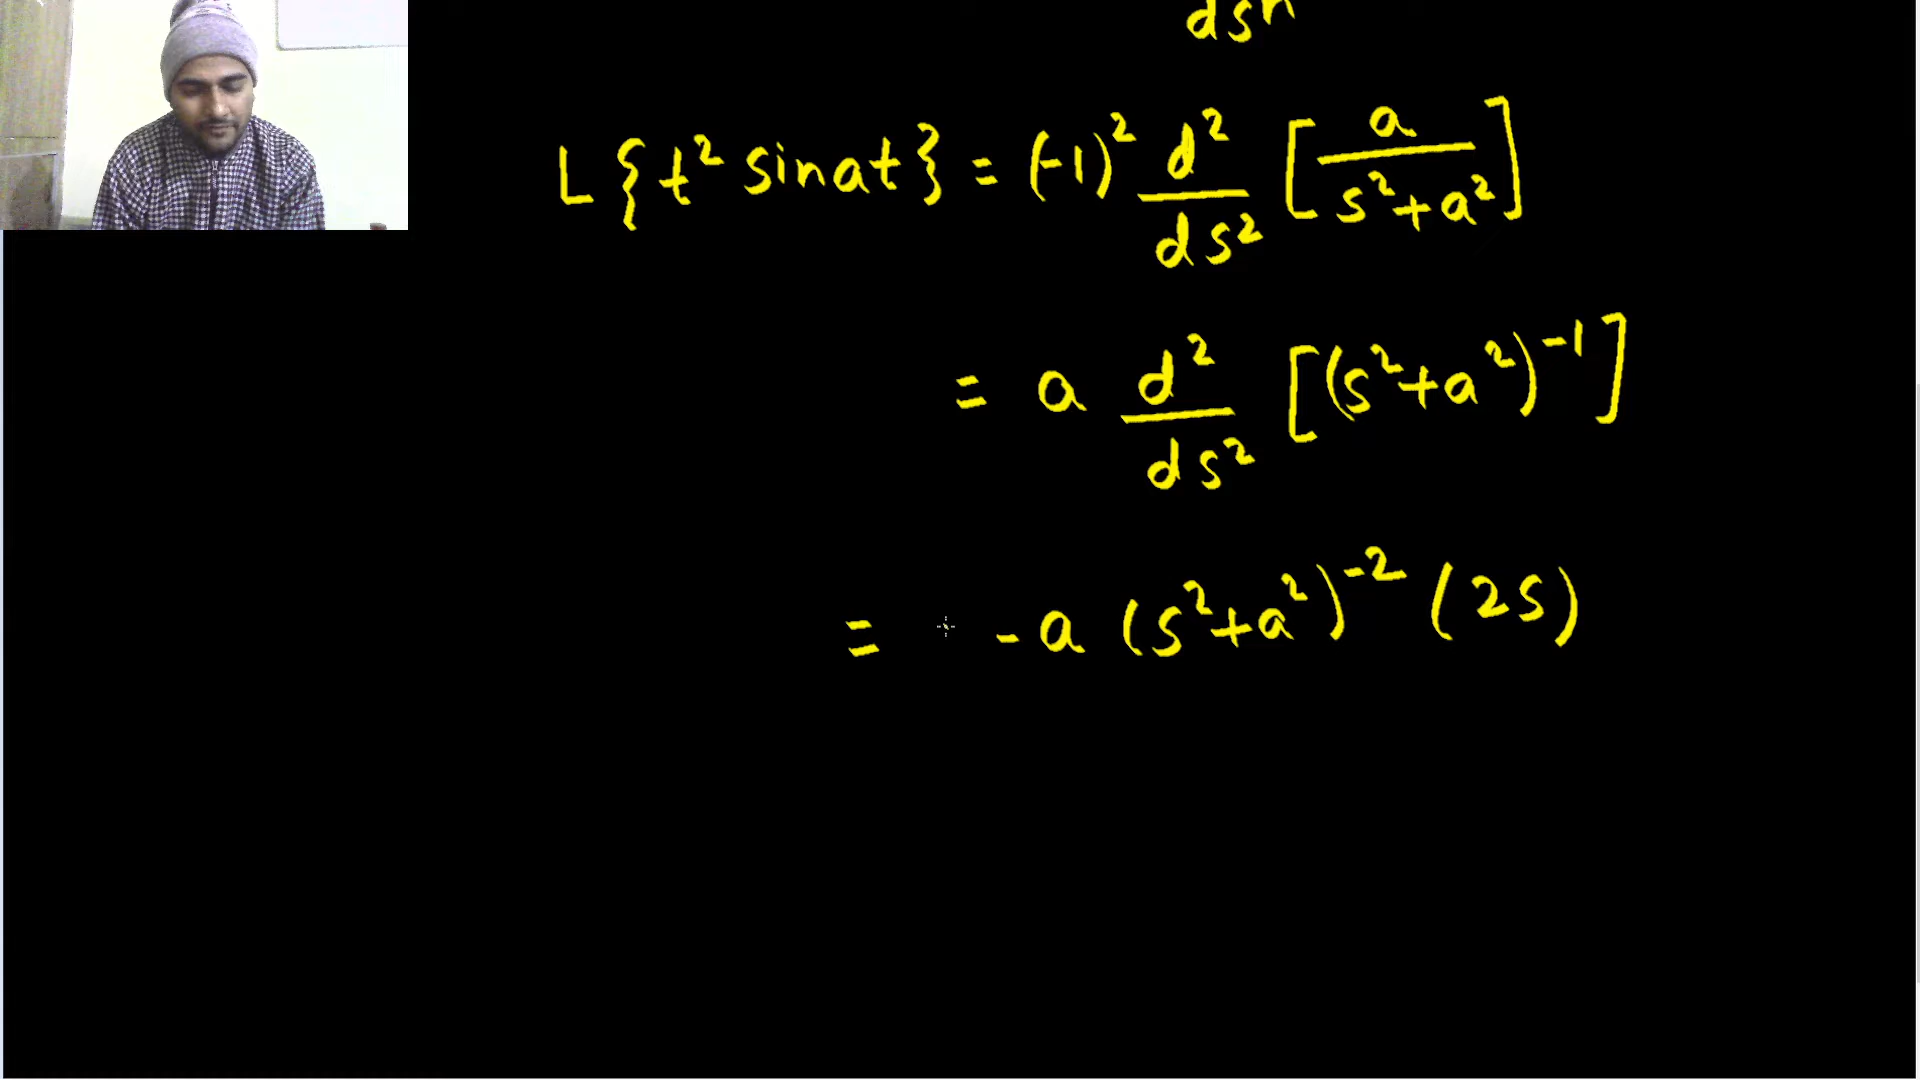 dsⁿ
L{t² sinat} = (-1)² d²/ds² [a/s²+a²]
= a d²/ds² [(s²+a²)⁻¹]
= -a (s²+a²)⁻² (2s)